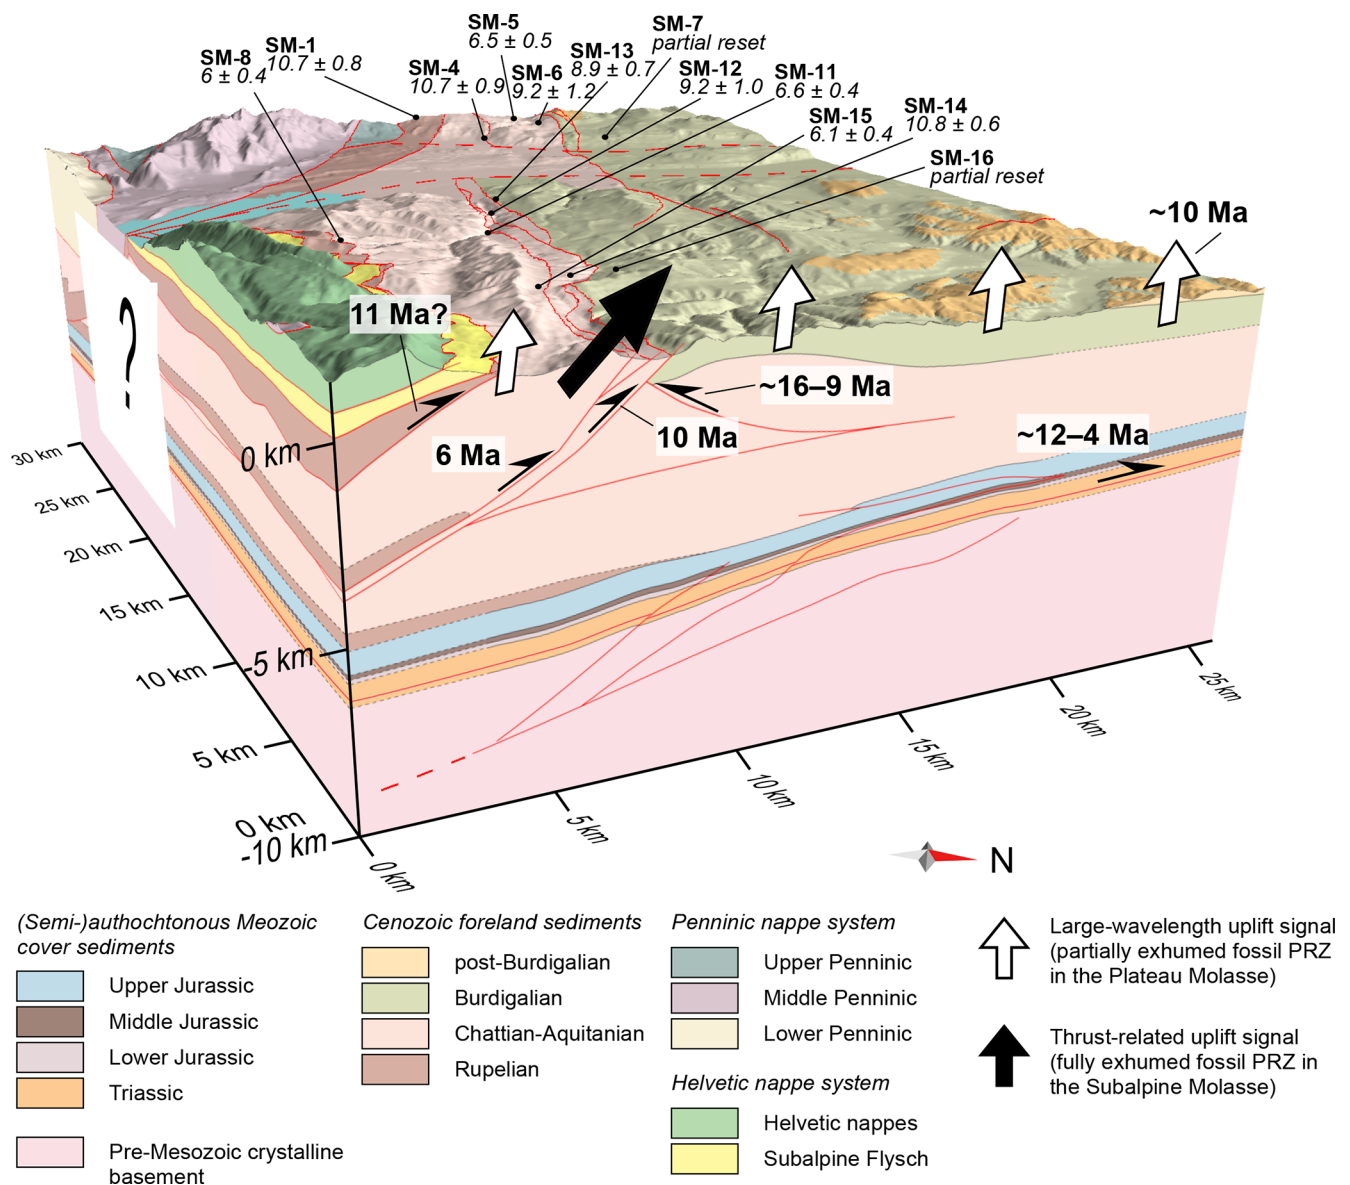 SM-5
6.5 ± 0.5
SM-7
partial reset
SM-8
6 ± 0.4
SM-1
10.7 ± 0.8
SM-4
10.7 ± 0.9
SM-6
9.2 ± 1.2
SM-13
8.9 ± 0.7
SM-12
9.2 ± 1.0
SM-11
6.6 ± 0.4
SM-15
6.1 ± 0.4
SM-14
10.8 ± 0.6
SM-16
partial reset
~10 Ma
11 Ma?
?
~16–9 Ma
10 Ma
6 Ma
~12–4 Ma
0 km
-5 km
-10 km
30 km
25 km
20 km
15 km
10 km
5 km
0 km
0 km
5 km
10 km
15 km
20 km
25 km
N
(Semi-)authochtonous Meozoic
cover sediments
Upper Jurassic
Middle Jurassic
Lower Jurassic
Triassic
Pre-Mesozoic crystalline
basement
Cenozoic foreland sediments
post-Burdigalian
Burdigalian
Chattian-Aquitanian
Rupelian
Penninic nappe system
Upper Penninic
Middle Penninic
Lower Penninic
Helvetic nappe system
Helvetic nappes
Subalpine Flysch
Large-wavelength uplift signal
(partially exhumed fossil PRZ
in the Plateau Molasse)
Thrust-related uplift signal
(fully exhumed fossil PRZ in
the Subalpine Molasse)